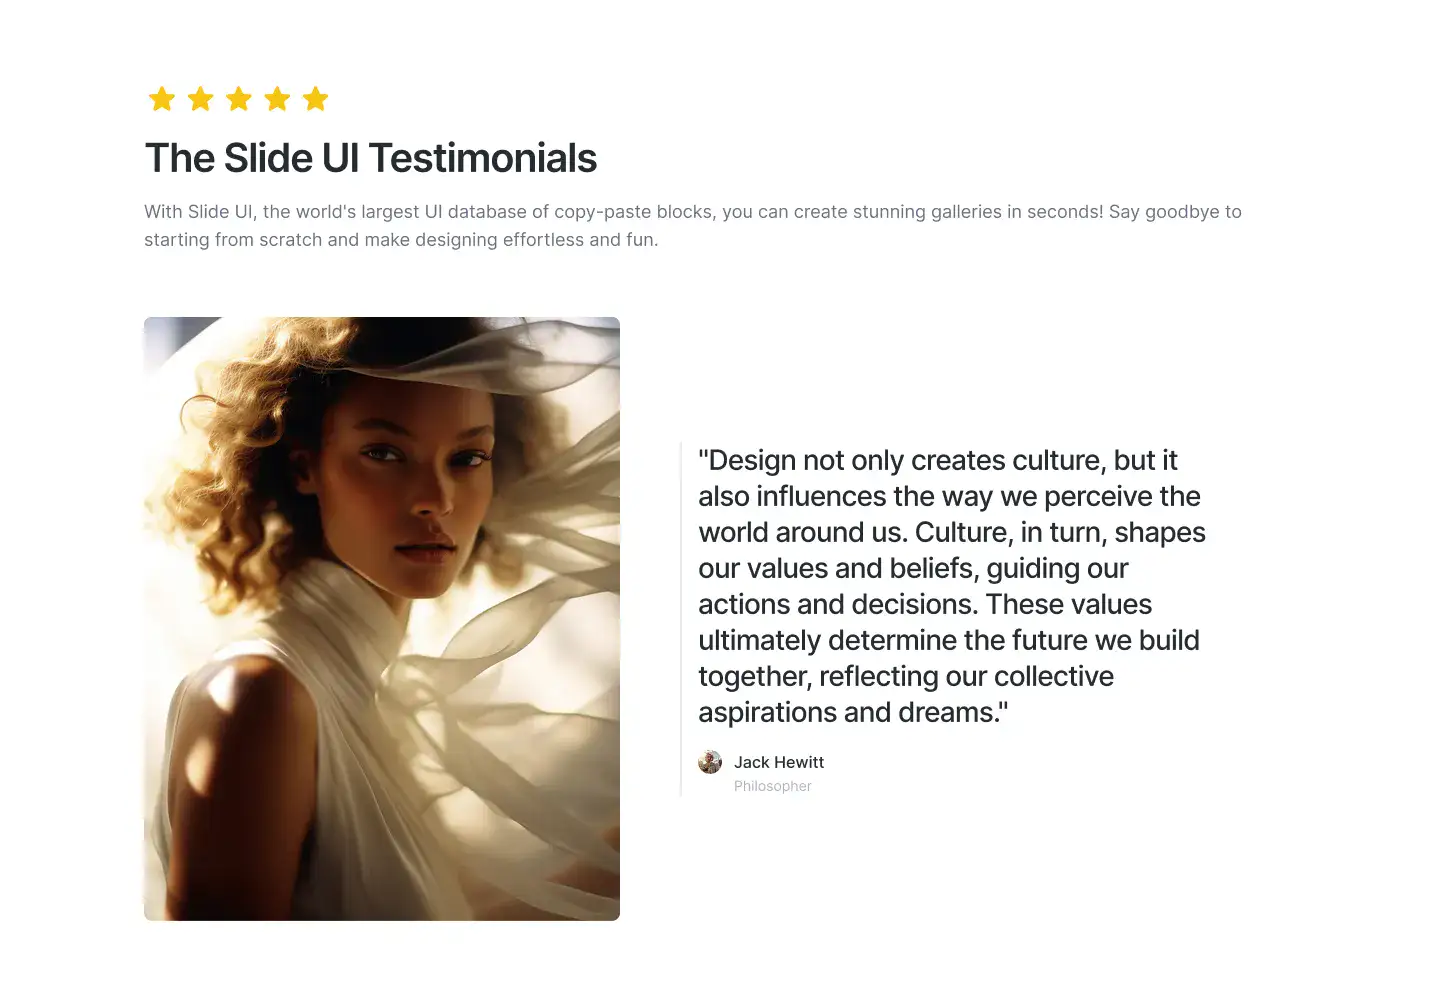 The Slide UI Testimonials
With Slide UI, the world's largest UI database of copy-paste blocks, you can create stunning galleries in seconds! Say goodbye to
starting from scratch and make designing effortless and fun.
"Design not only creates culture, but it
also influences the way we perceive the
world around us. Culture, in turn, shapes
our values and beliefs, guiding our
actions and decisions. These values
ultimately determine the future we build
together, reflecting our collective
aspirations and dreams."
Jack Hewitt
Philosopher